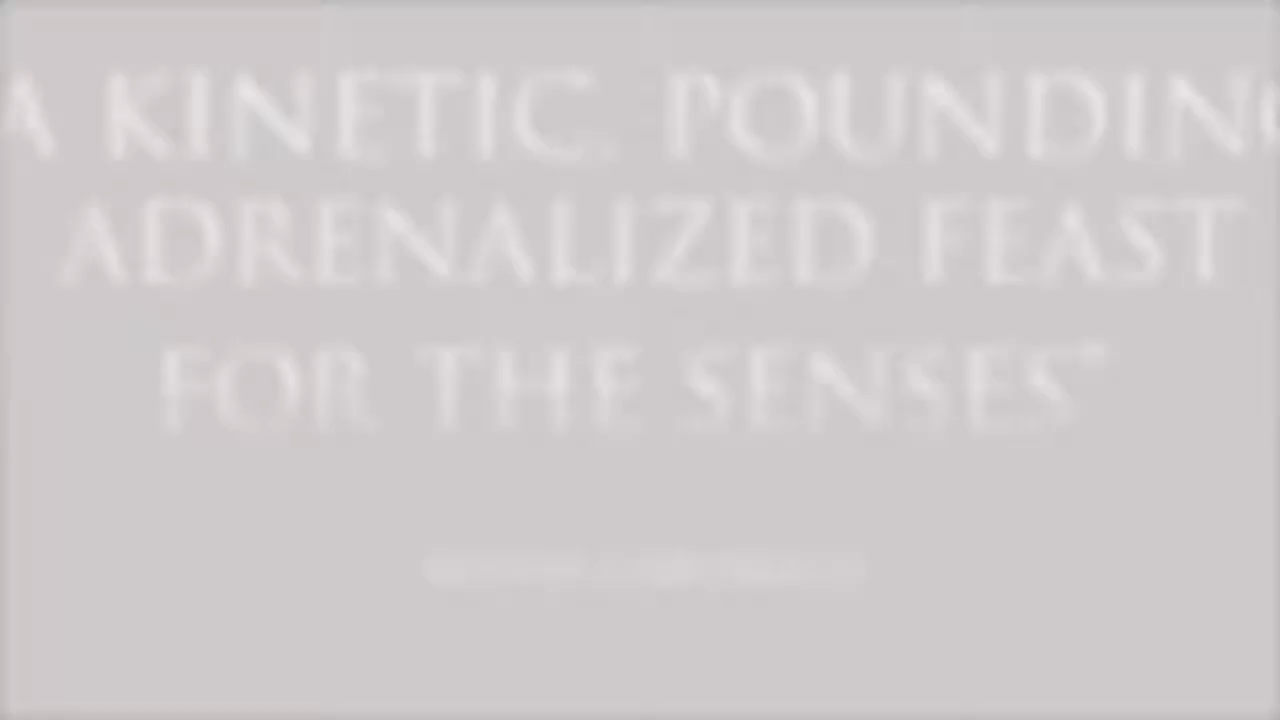 A KINETIC, POUNDING
ADRENALIZED FEAST
FOR THE SENSES"